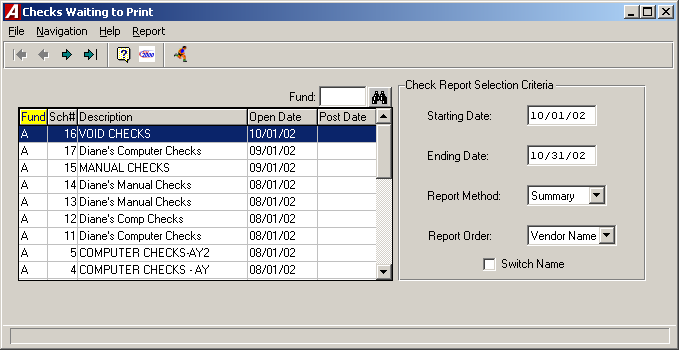 A Checks Waiting to Print
File Navigation Help Report
? 2000
Fund:
Fund Sch# Description Open Date Post Date
A 16 VOID CHECKS 10/01/02
A 17 Diane's Computer Checks 09/01/02
A 15 MANUAL CHECKS 09/01/02
A 14 Diane's Manual Checks 08/01/02
A 13 Diane's Manual Checks 08/01/02
A 12 Diane's Comp Checks 08/01/02
A 11 Diane's Computer Checks 08/01/02
A 5 COMPUTER CHECKS-AY2 08/01/02
A 4 COMPUTER CHECKS - AY 08/01/02
Check Report Selection Criteria
Starting Date: 10/01/02
Ending Date: 10/31/02
Report Method: Summary
Report Order: Vendor Name
Switch Name